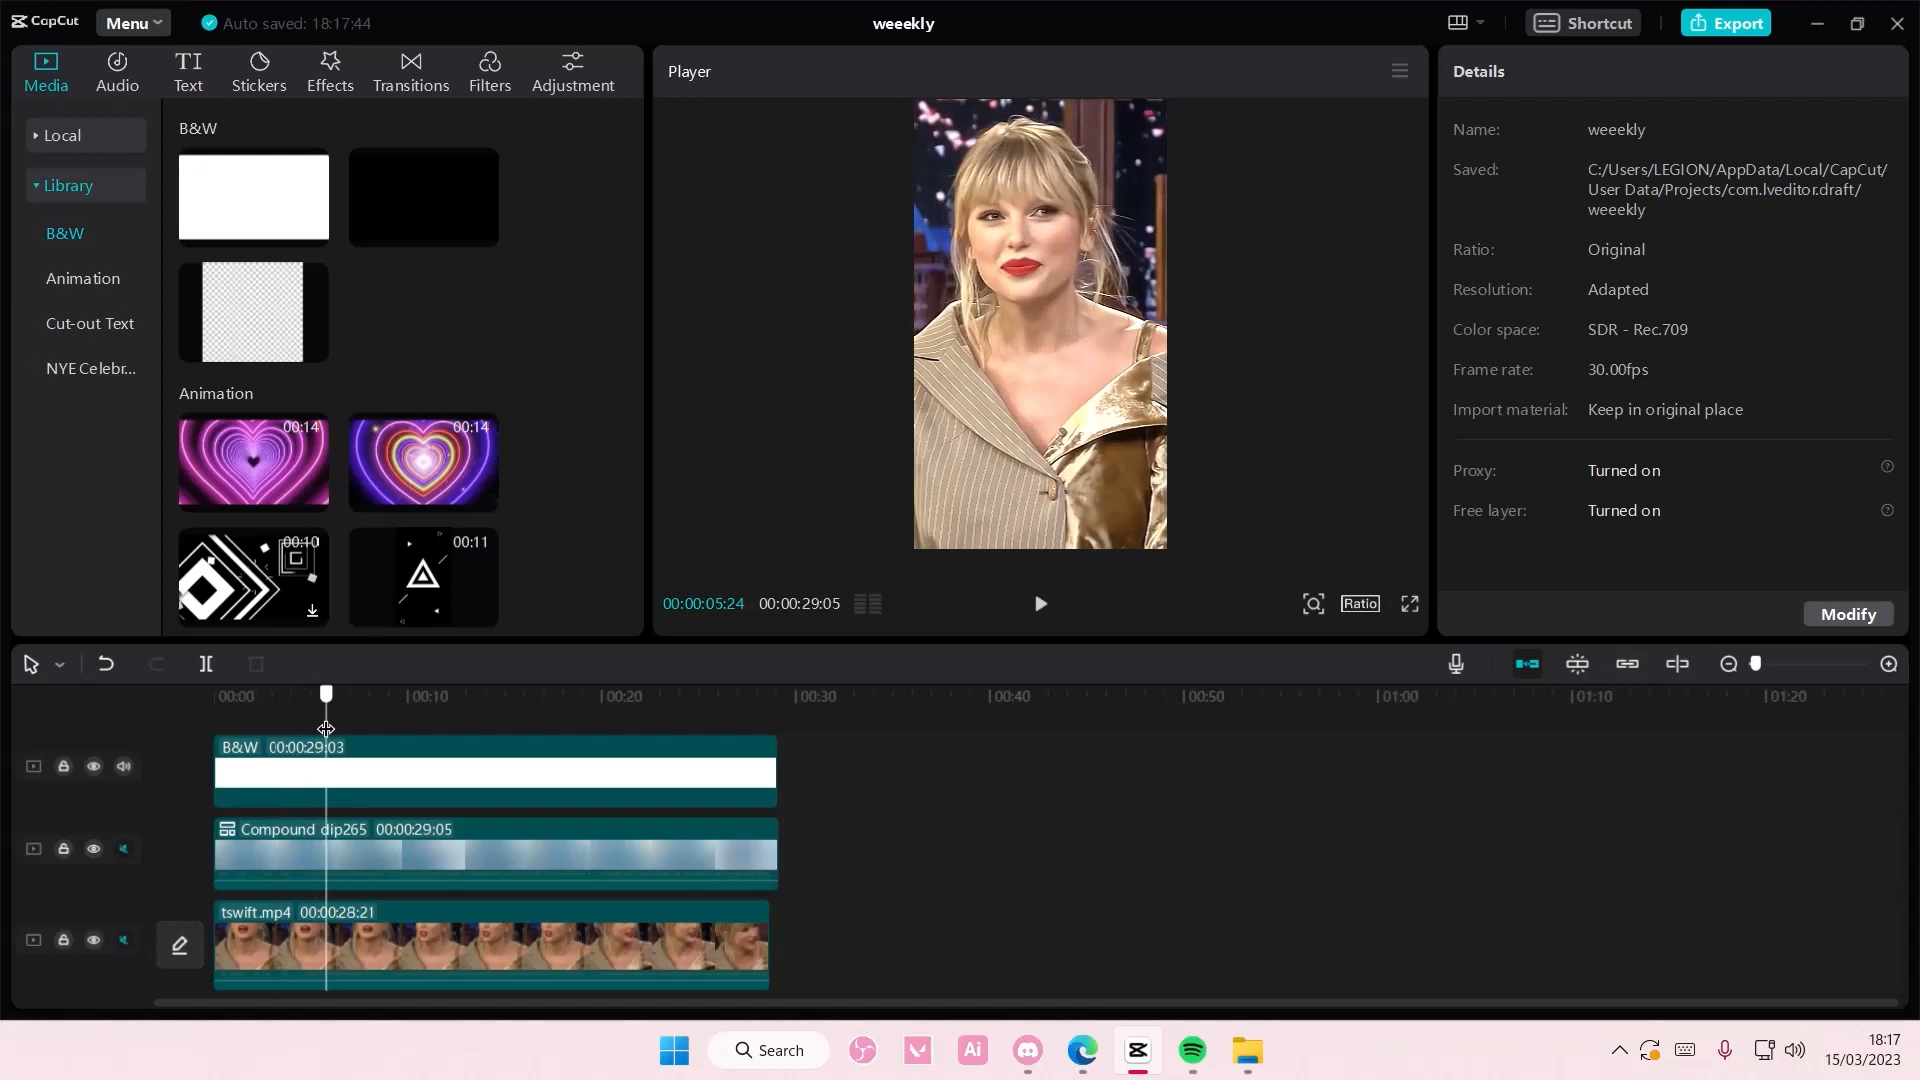 CapCut Menu Auto saved: 18:17:44 weeekly Shortcut Export
Media Audio Text Stickers Effects Transitions Filters Adjustment
Player
Details
Local
Library
B&W
Animation
Cut-out Text
NYE Celebr...
B&W
Animation
00:14 00:14
00:10 00:11
00:00:05:24 00:00:29:05 Ratio
Name: weeekly
Saved: C:/Users/LEGION/AppData/Local/CapCut/
User Data/Projects/com.lveditor.draft/
weeekly
Ratio: Original
Resolution: Adapted
Color space: SDR - Rec.709
Frame rate: 30.00fps
Import material: Keep in original place
Proxy: Turned on
Free layer: Turned on
Modify
00:00 00:10 00:20 00:30 00:40 00:50 01:00 01:10 01:20
B&W 00:00:29:03
Compound clip265 00:00:29:05
tswift.mp4 00:00:28:21
Search Ai 18:17
15/03/2023